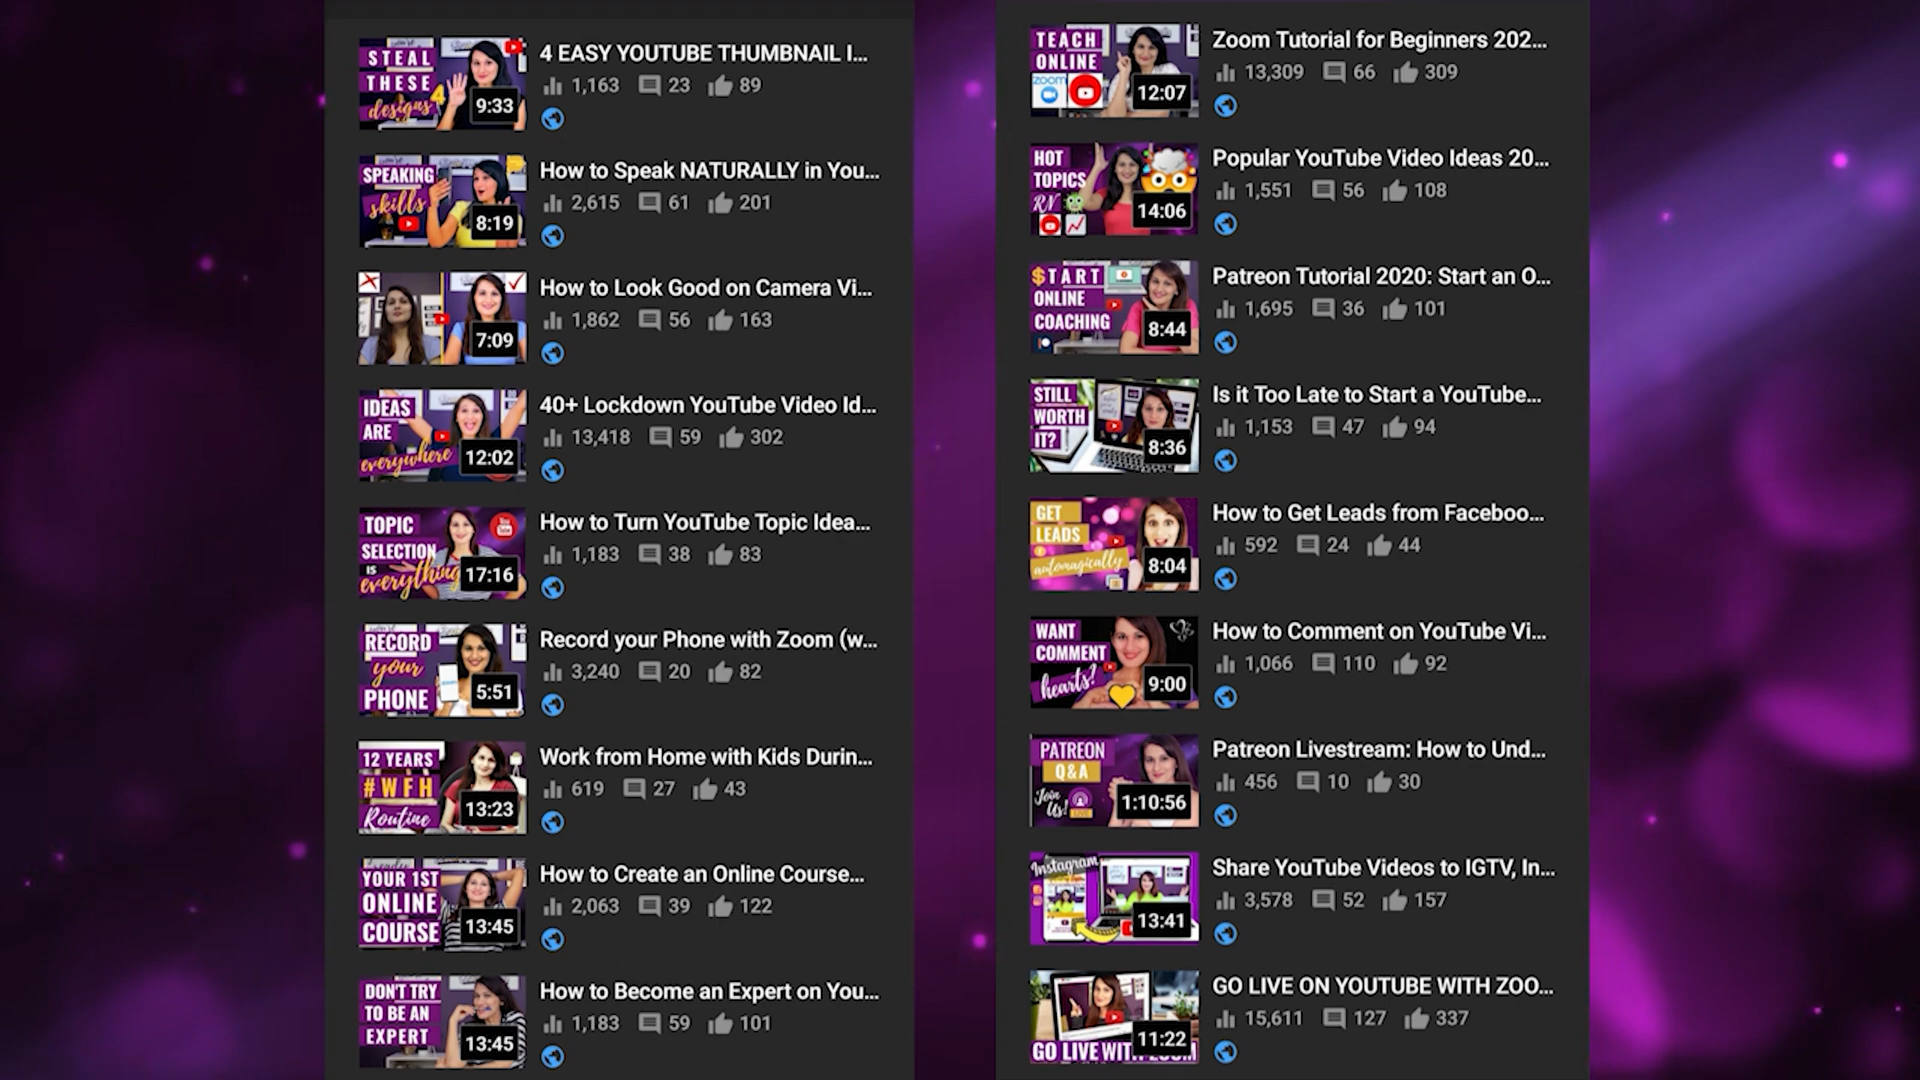 STEAL
THESE
4
designs
9:33
4 EASY YOUTUBE THUMBNAIL I...
1,163 23 89
SPEAKING
skills
8:19
How to Speak NATURALLY in You...
2,615 61 201
7:09
How to Look Good on Camera Vi...
1,862 56 163
IDEAS
ARE
everywhere
12:02
40+ Lockdown YouTube Video Id...
13,418 59 302
TOPIC
SELECTION
IS
everything
You
Tube
17:16
How to Turn YouTube Topic Idea...
1,183 38 83
RECORD
your
PHONE
5:51
Record your Phone with Zoom (w...
3,240 20 82
12 YEARS
#WFH
Routine
13:23
Work from Home with Kids Durin...
619 27 43
YOUR 1ST
ONLINE
COURSE
13:45
How to Create an Online Course...
2,063 39 122
DON'T TRY
TO BE AN
EXPERT
13:45
How to Become an Expert on You...
1,183 59 101
TEACH
ONLINE
zoom
12:07
Zoom Tutorial for Beginners 202...
13,309 66 309
HOT
TOPICS
RN
14:06
Popular YouTube Video Ideas 20...
1,551 56 108
$TART
ONLINE
COACHING
8:44
Patreon Tutorial 2020: Start an O...
1,695 36 101
STILL
WORTH
IT?
8:36
Is it Too Late to Start a YouTube...
1,153 47 94
GET
LEADS
automagically
8:04
How to Get Leads from Faceboo...
592 24 44
WANT
COMMENT
hearts?
9:00
How to Comment on YouTube Vi...
1,066 110 92
PATREON
Q&A
Join
Us!
LIVE
1:10:56
Patreon Livestream: How to Und...
456 10 30
Instagram
13:41
Share YouTube Videos to IGTV, In...
3,578 52 157
GO LIVE WITH ZOOM
11:22
GO LIVE ON YOUTUBE WITH ZOO...
15,611 127 337